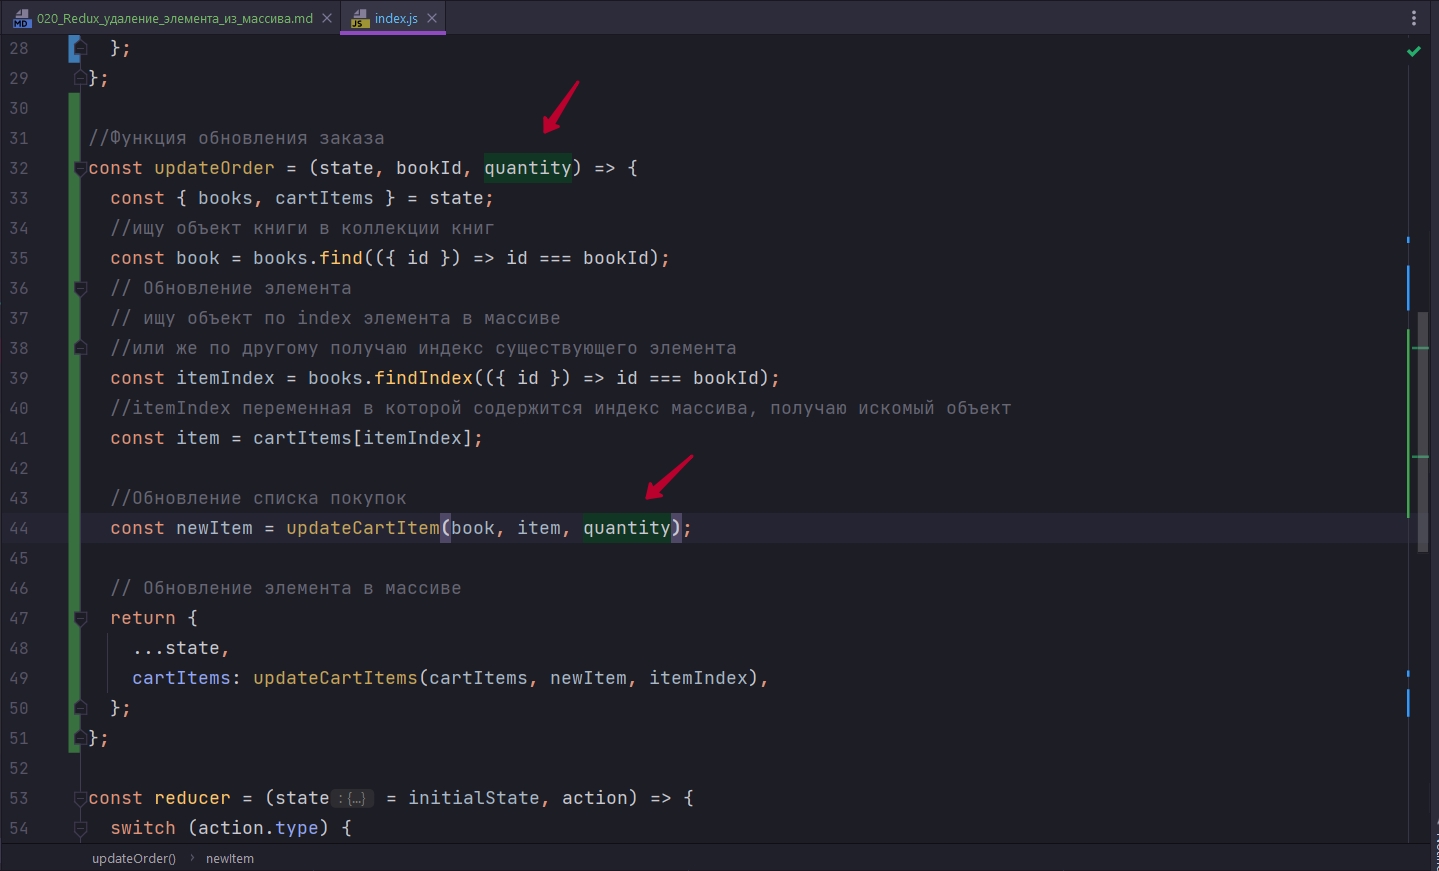 020_Redux_удаление_элемента_из_массива.md
index.js
28 };
29 };
30
31 //Функция обновления заказа
32 const updateOrder = (state, bookId, quantity) => {
33 const { books, cartItems } = state;
34 //ищу объект книги в коллекции книг
35 const book = books.find(({ id }) => id === bookId);
36 // Обновление элемента
37 // ищу объект по index элемента в массиве
38 //или же по другому получаю индекс существующего элемента
39 const itemIndex = books.findIndex(({ id }) => id === bookId);
40 //itemIndex переменная в которой содержится индекс массива, получаю искомый объект
41 const item = cartItems[itemIndex];
42
43 //Обновление списка покупок
44 const newItem = updateCartItem(book, item, quantity);
45
46 // Обновление элемента в массиве
47 return {
48 ...state,
49 cartItems: updateCartItems(cartItems, newItem, itemIndex),
50 };
51 };
52
53 const reducer = (state : {...} = initialState, action) => {
54 switch (action.type) {
updateOrder() › newItem